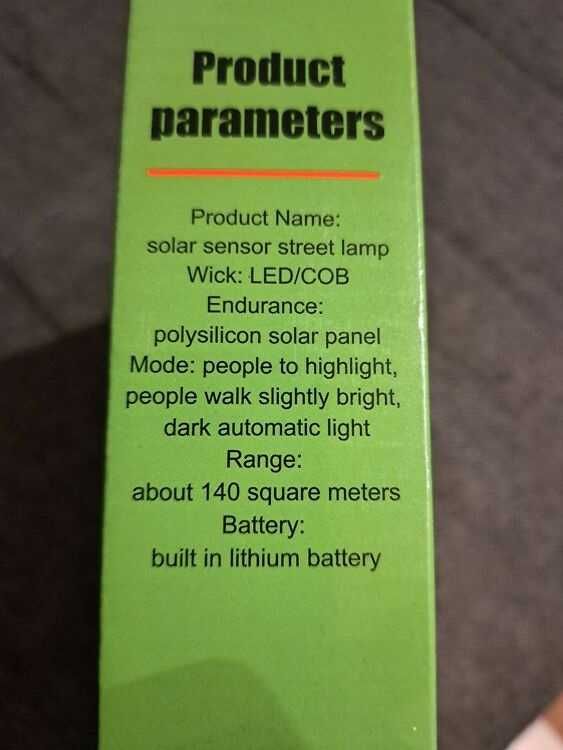 Product
parameters
Product Name:
solar sensor street lamp
Wick: LED/COB
Endurance:
polysilicon solar panel
Mode: people to highlight,
people walk slightly bright,
dark automatic light
Range:
about 140 square meters
Battery:
built in lithium battery